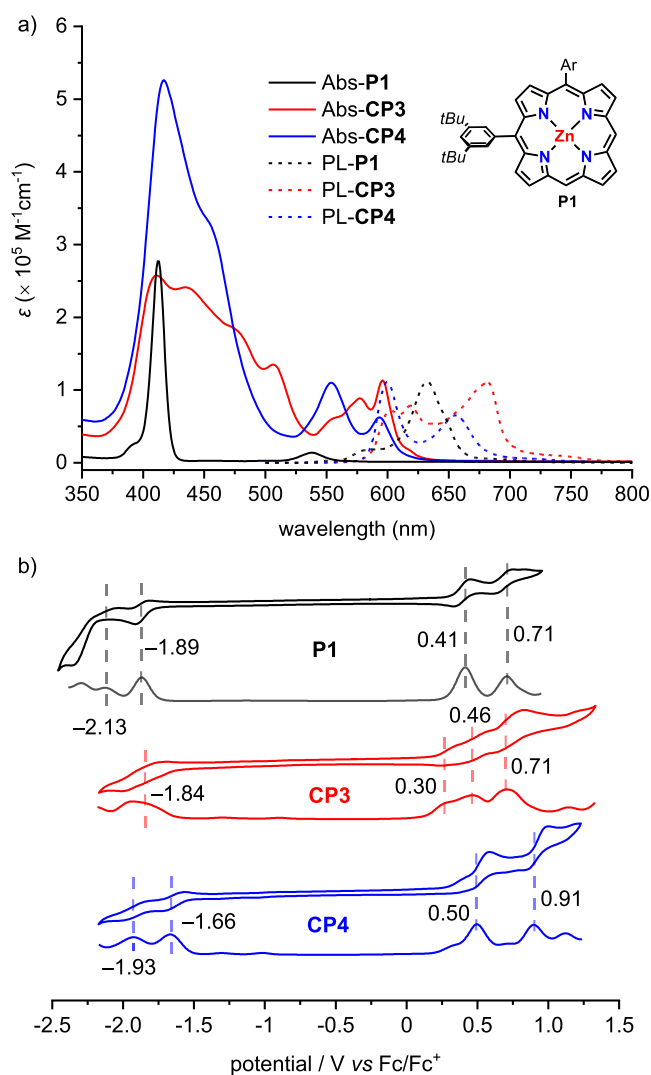 a)
6
5
4
3
2
1
0
ε (× 10⁵ M⁻¹cm⁻¹)
Abs-P1
Abs-CP3
Abs-CP4
PL-P1
PL-CP3
PL-CP4
Ar
tBu
tBu
N
N
Zn
N
N
P1
350 400 450 500 550 600 650 700 750 800
wavelength (nm)
b)
–1.89
P1
0.41
0.71
–2.13
0.46
–1.84
CP3
0.30
0.71
–1.66
CP4
0.50
0.91
–1.93
-2.5 -2.0 -1.5 -1 -0.5 0 0.5 1.0 1.5
potential / V vs Fc/Fc⁺